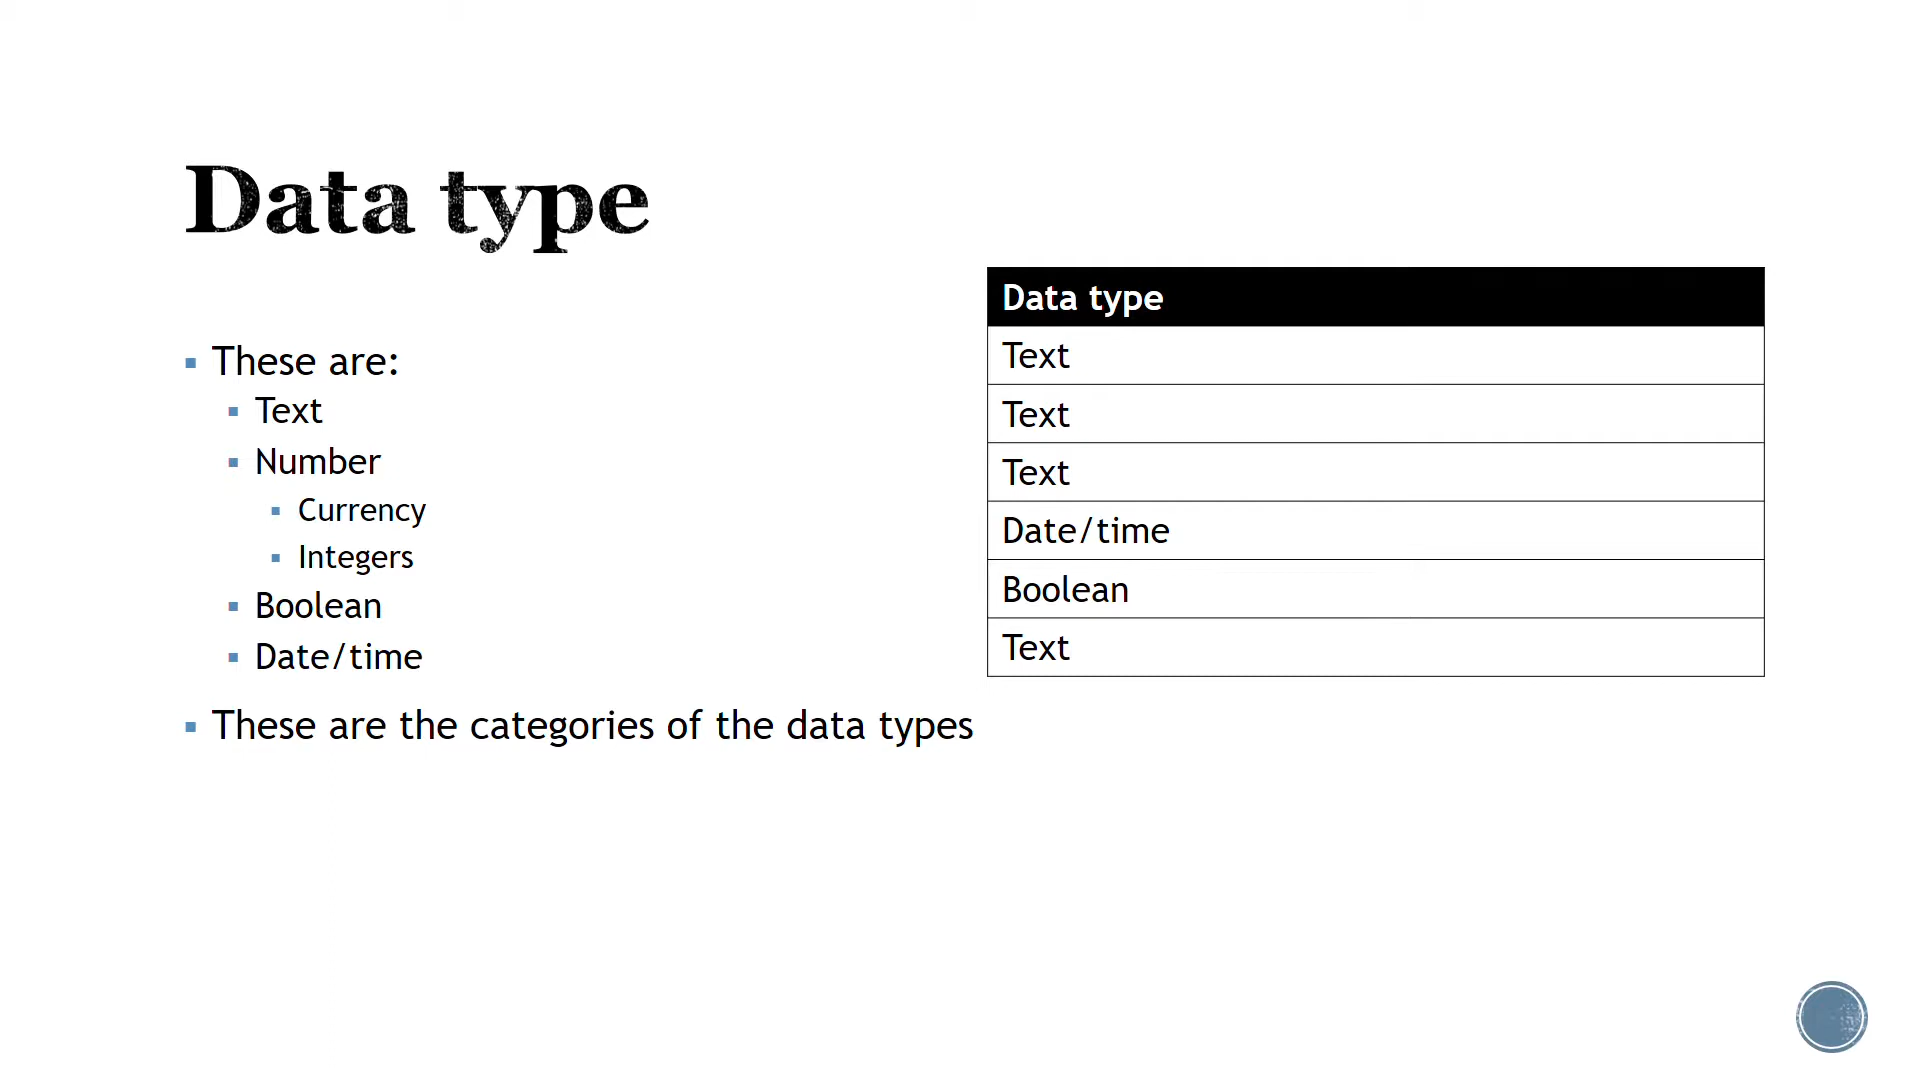 Data type
These are:
Text
Number
Currency
Integers
Boolean
Date/time
These are the categories of the data types
Data type
Text
Text
Text
Date/time
Boolean
Text